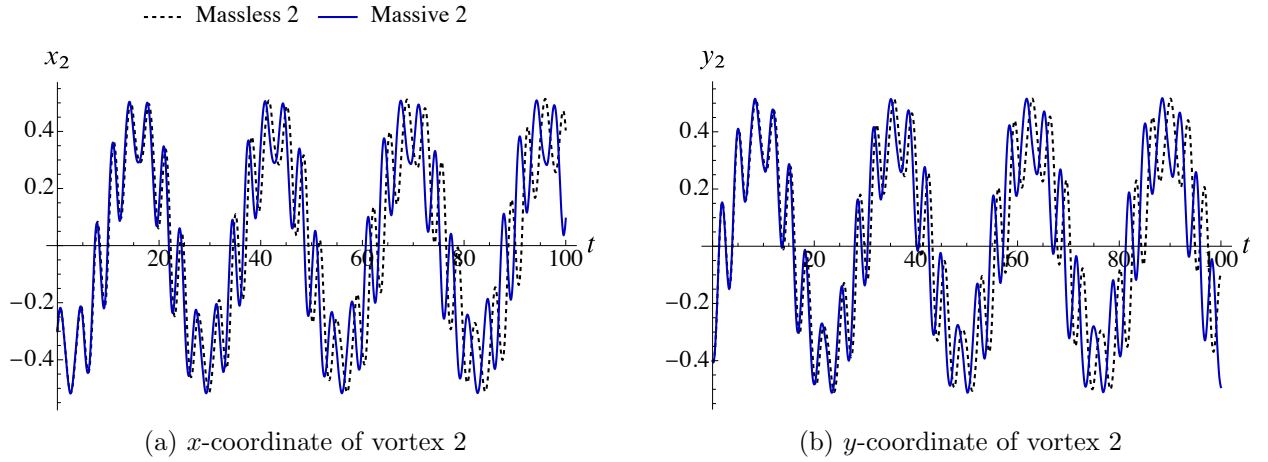 Massless 2 Massive 2
x₂ y₂
0.4 0.4
0.2 0.2
20 40 60 80 100 t 20 40 60 80 100 t
−0.2 −0.2
−0.4 −0.4
(a) x-coordinate of vortex 2 (b) y-coordinate of vortex 2